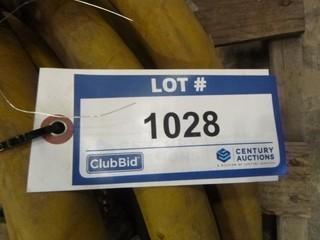 LOT #
1028
ClubBid
CENTURY
AUCTIONS